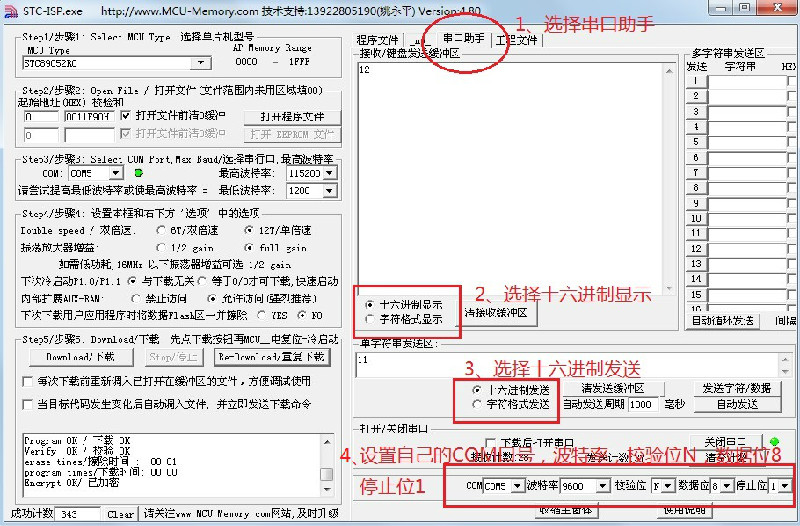 STC-ISP.exe http://www.MCU-Memory.com 技术支持:13922805190(姚永平) Version:4.80
1、选择串口助手
Step1/步骤1: Select MCU Type 选择单片机型号
MCU Type AP Memory Range
STC89C52RC 0000 - 1FFF
Step2/步骤2: Open File / 打开文件(文件范围内未用区域填00)
起始地址(HEX) 校验和
0 打开文件前清0缓冲 打开程序文件
0 打开文件前清0缓冲 打开 EEPROM 文件
Step3/步骤3: Select COM Port,Max Baud/选择串行口,最高波特率
COM: COM5 最高波特率: 115200
请尝试提高最低波特率或使最高波特率 = 最低波特率: 1200
Step4/步骤4: 设置本框和右下方 '选项' 中的选项
Double speed / 双倍速: 6T/双倍速 12T/单倍速
振荡放大器增益: 1/2 gain full gain
如需低功耗,16MHz 以下振荡器增益可选 1/2 gain
下次冷启动P1.0/P1.1 与下载无关 等于0/0才可下载,快速启动
内部扩展AUX-RAM: 禁止访问 允许访问(强烈推荐)
下次下载用户应用程序时将数据Flash区一并擦除 YES NO
Step5/步骤5: Download/下载 先点下载按钮再MCU上电复位-冷启动
Download/下载 Stop/停止 Re-Download/重复下载
每次下载前重新调入已打开在缓冲区的文件，方便调试使用
当目标代码发生变化后自动调入文件，并立即发送下载命令
Program OK / 下载 OK
Verify OK / 校验 OK
erase times/擦除时间 :
program times/下载时间:
Encrypt OK/ 已加密
成功计数 343 Clear 请关注www.MCU-Memory.com网站,及时升级
程序文件 串口助手 工程文件
接收/键盘发送缓冲区
12
2、选择十六进制显示
十六进制显示
字符格式显示
清接收缓冲区
多字符串发送区
发送 字符串 HEX
1
2
3
4
5
6
7
8
9
10
11
12
13
14
15
16
自动循环发送 间隔
单字符串发送区:
11
3、选择十六进制发送
十六进制发送 清发送缓冲区 发送字符/数据
字符格式发送 自动发送周期 1000 毫秒 自动发送
打开/关闭串口
下载后打开串口 关闭串口
4、设置自己的COM口号，波特率，校验位N，数据位8
停止位1
COM COM5 波特率 9600 校验位 N 数据位 8 停止位 1
收缩主窗体 使用说明